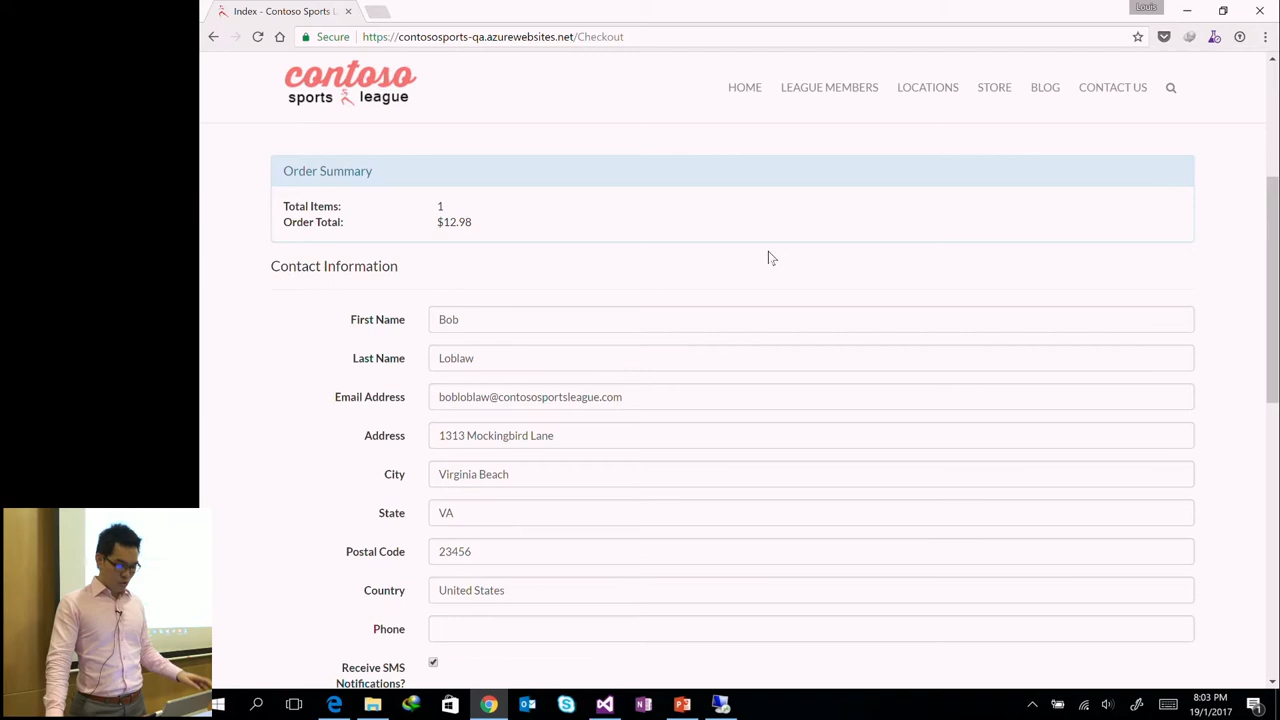 Index - Contoso Sports L
Louis
Secure
https://contososports-qa.azurewebsites.net/Checkout
contoso
sports league
HOME
LEAGUE MEMBERS
LOCATIONS
STORE
BLOG
CONTACT US
Order Summary
Total Items: 1
Order Total: $12.98
Contact Information
First Name Bob
Last Name Loblaw
Email Address bobloblaw@contososportsleague.com
Address 1313 Mockingbird Lane
City Virginia Beach
State VA
Postal Code 23456
Country United States
Phone
Receive SMS
Notifications?
8:03 PM
19/1/2017